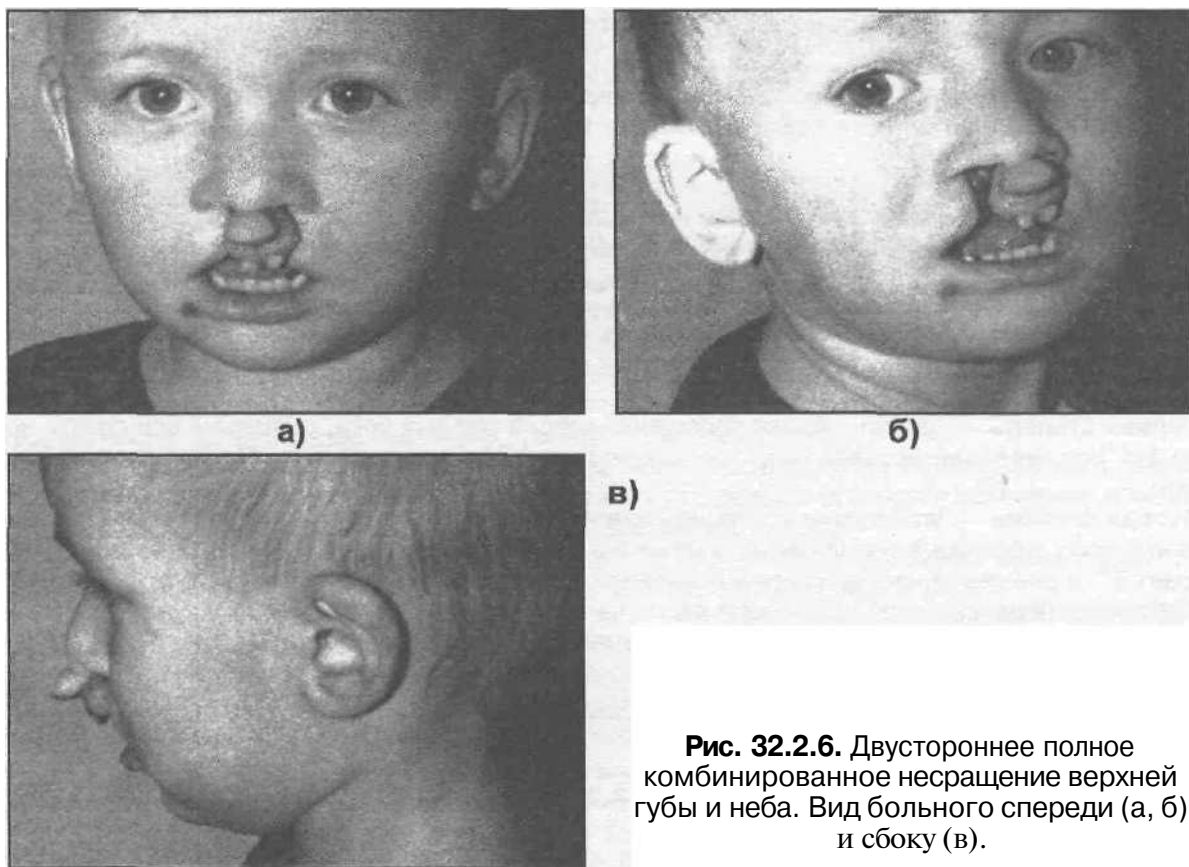 а)
б)
в)
Рис. 32.2.6. Двустороннее полное
комбинированное несращение верхней
губы и неба. Вид больного спереди (а, б)
и сбоку (в).